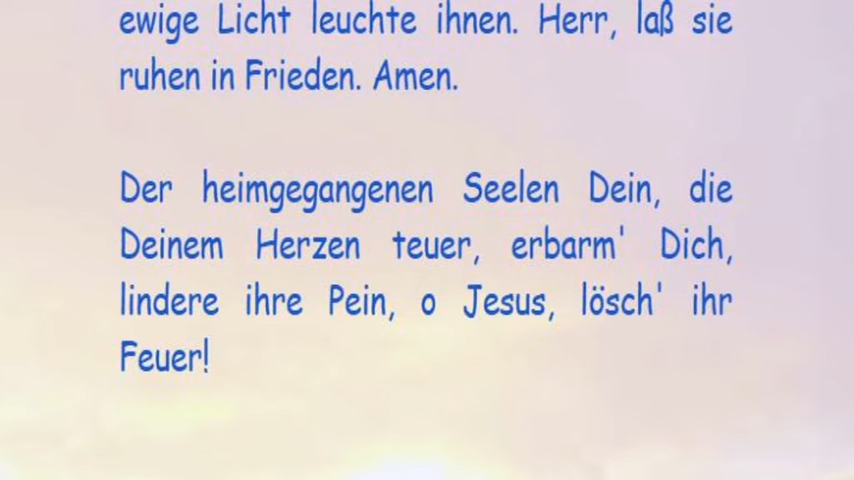 ewige Licht leuchte ihnen. Herr, laß sie
ruhen in Frieden. Amen.
Der heimgegangenen Seelen Dein, die
Deinem Herzen teuer, erbarm' Dich,
lindere ihre Pein, o Jesus, lösch' ihr
Feuer!